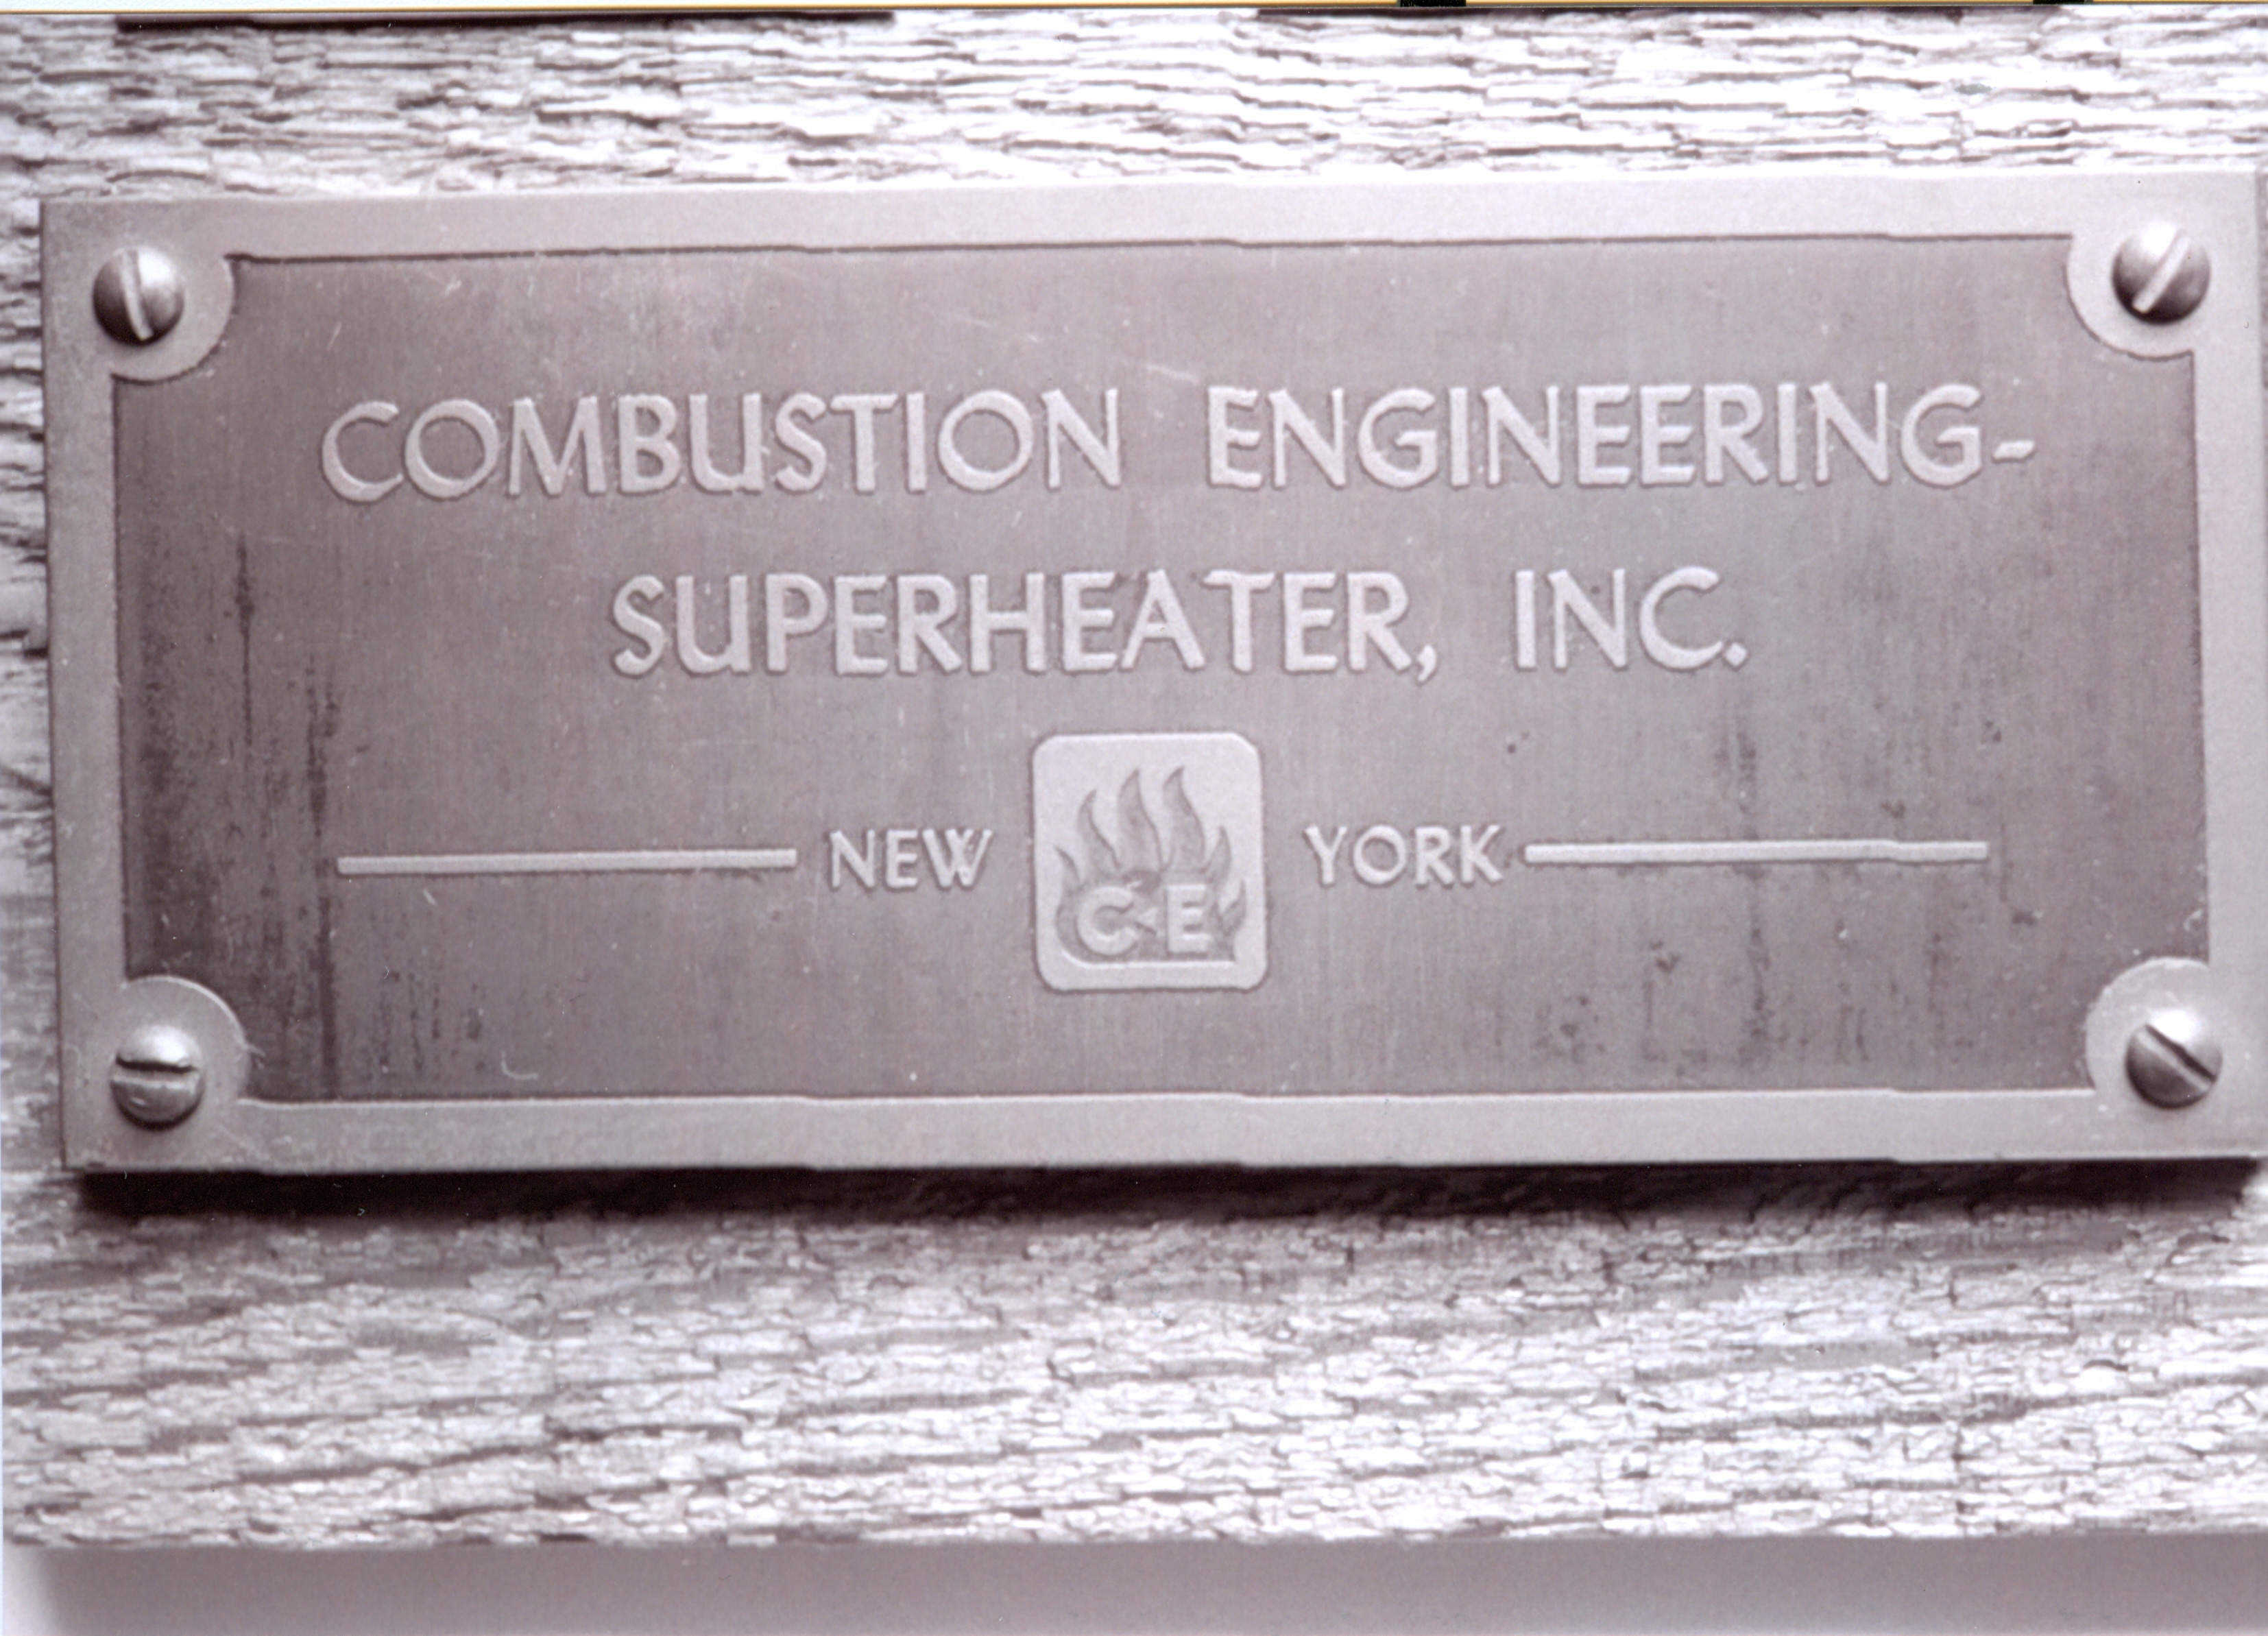 COMBUSTION ENGINEERING-
SUPERHEATER, INC.
NEW C-E YORK